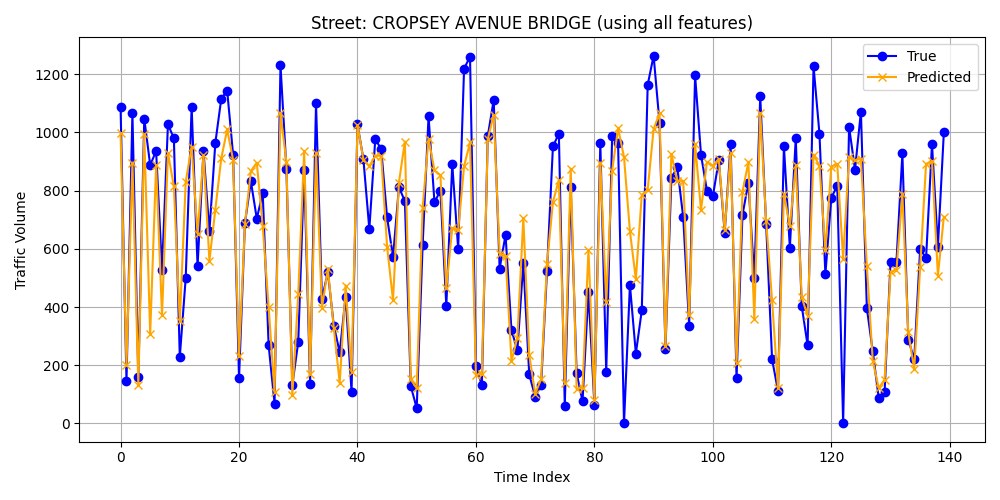 Street: CROPSEY AVENUE BRIDGE (using all features)
True
Predicted
Traffic Volume
1200
1000
800
600
400
200
0
0 20 40 60 80 100 120 140
Time Index